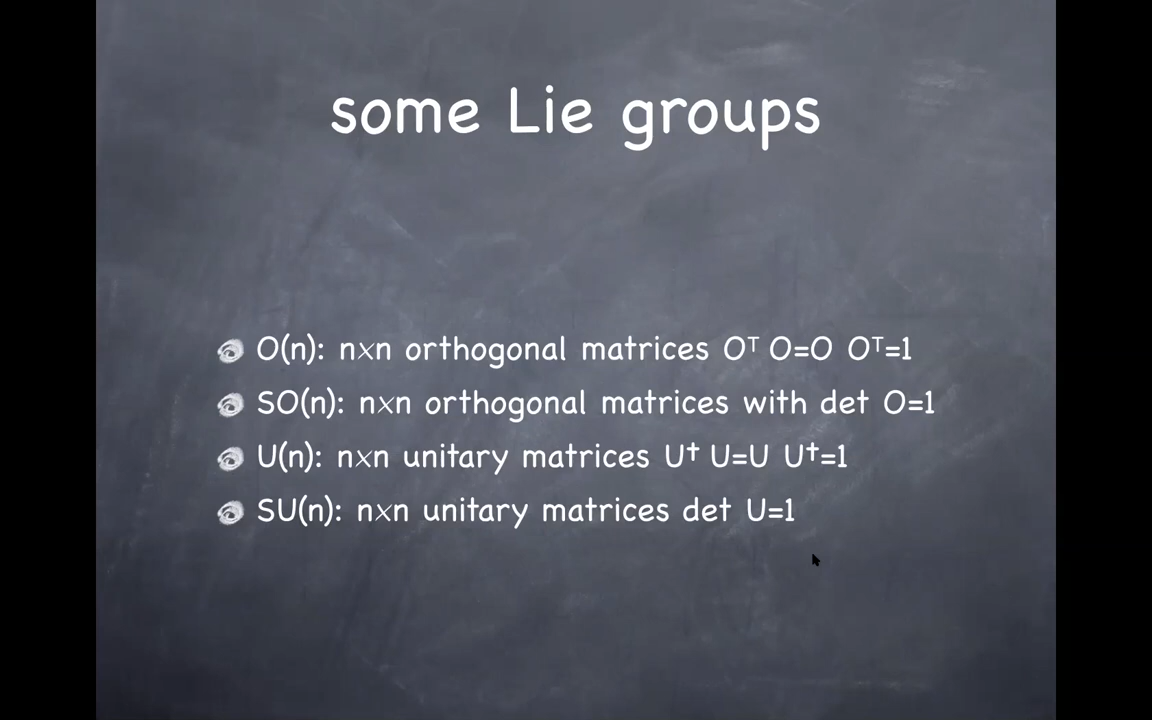 some Lie groups
O(n): n×n orthogonal matrices Oᵀ O=O Oᵀ=1
SO(n): n×n orthogonal matrices with det O=1
U(n): n×n unitary matrices U† U=U U†=1
SU(n): n×n unitary matrices det U=1